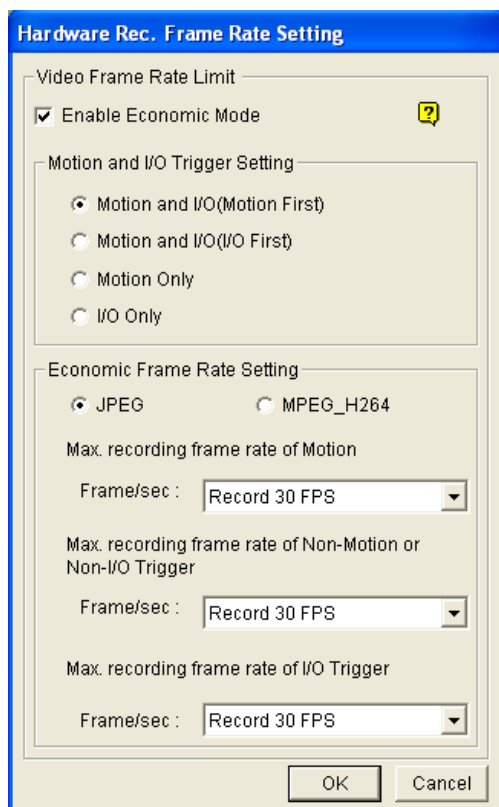 Hardware Rec. Frame Rate Setting
Video Frame Rate Limit
Enable Economic Mode
?
Motion and I/O Trigger Setting
Motion and I/O(Motion First)
Motion and I/O(I/O First)
Motion Only
I/O Only
Economic Frame Rate Setting
JPEG MPEG_H264
Max. recording frame rate of Motion
Frame/sec : Record 30 FPS
Max. recording frame rate of Non-Motion or
Non-I/O Trigger
Frame/sec : Record 30 FPS
Max. recording frame rate of I/O Trigger
Frame/sec : Record 30 FPS
OK Cancel